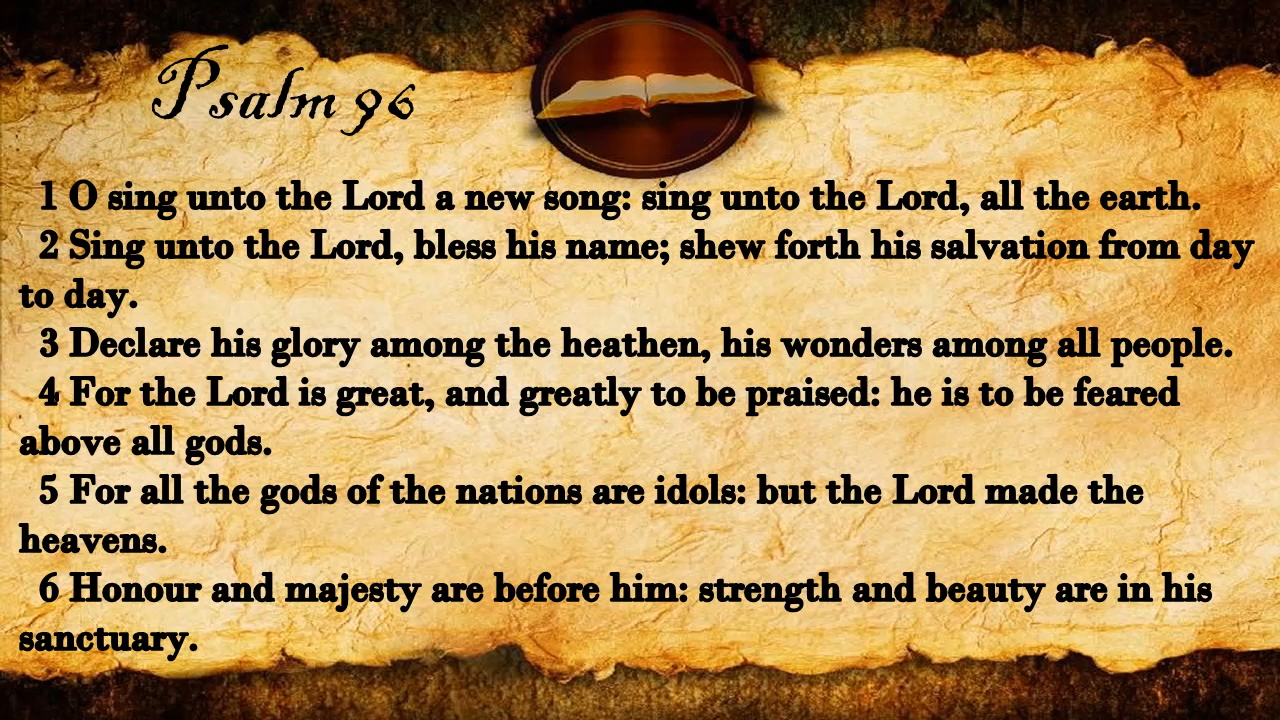 Psalm 96
1 O sing unto the Lord a new song: sing unto the Lord, all the earth.
2 Sing unto the Lord, bless his name; shew forth his salvation from day
to day.
3 Declare his glory among the heathen, his wonders among all people.
4 For the Lord is great, and greatly to be praised: he is to be feared
above all gods.
5 For all the gods of the nations are idols: but the Lord made the
heavens.
6 Honour and majesty are before him: strength and beauty are in his
sanctuary.